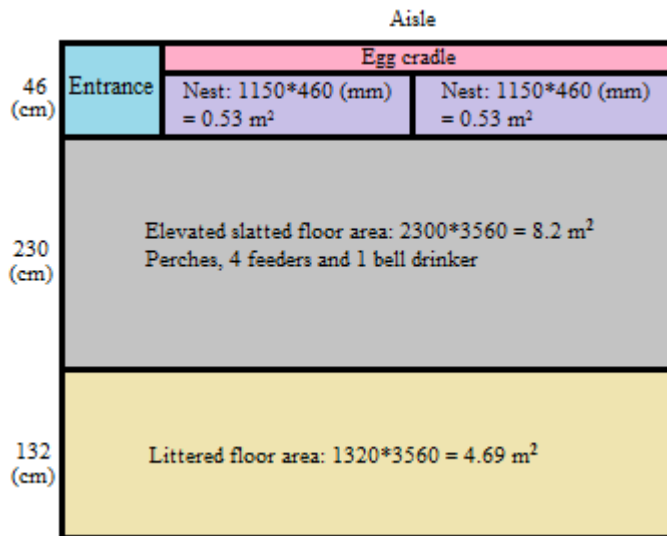 Aisle
Egg cradle
46
(cm)
Entrance
Nest: 1150*460 (mm)
= 0.53 m²
Nest: 1150*460 (mm)
= 0.53 m²
230
(cm)
Elevated slatted floor area: 2300*3560 = 8.2 m²
Perches, 4 feeders and 1 bell drinker
132
(cm)
Littered floor area: 1320*3560 = 4.69 m²